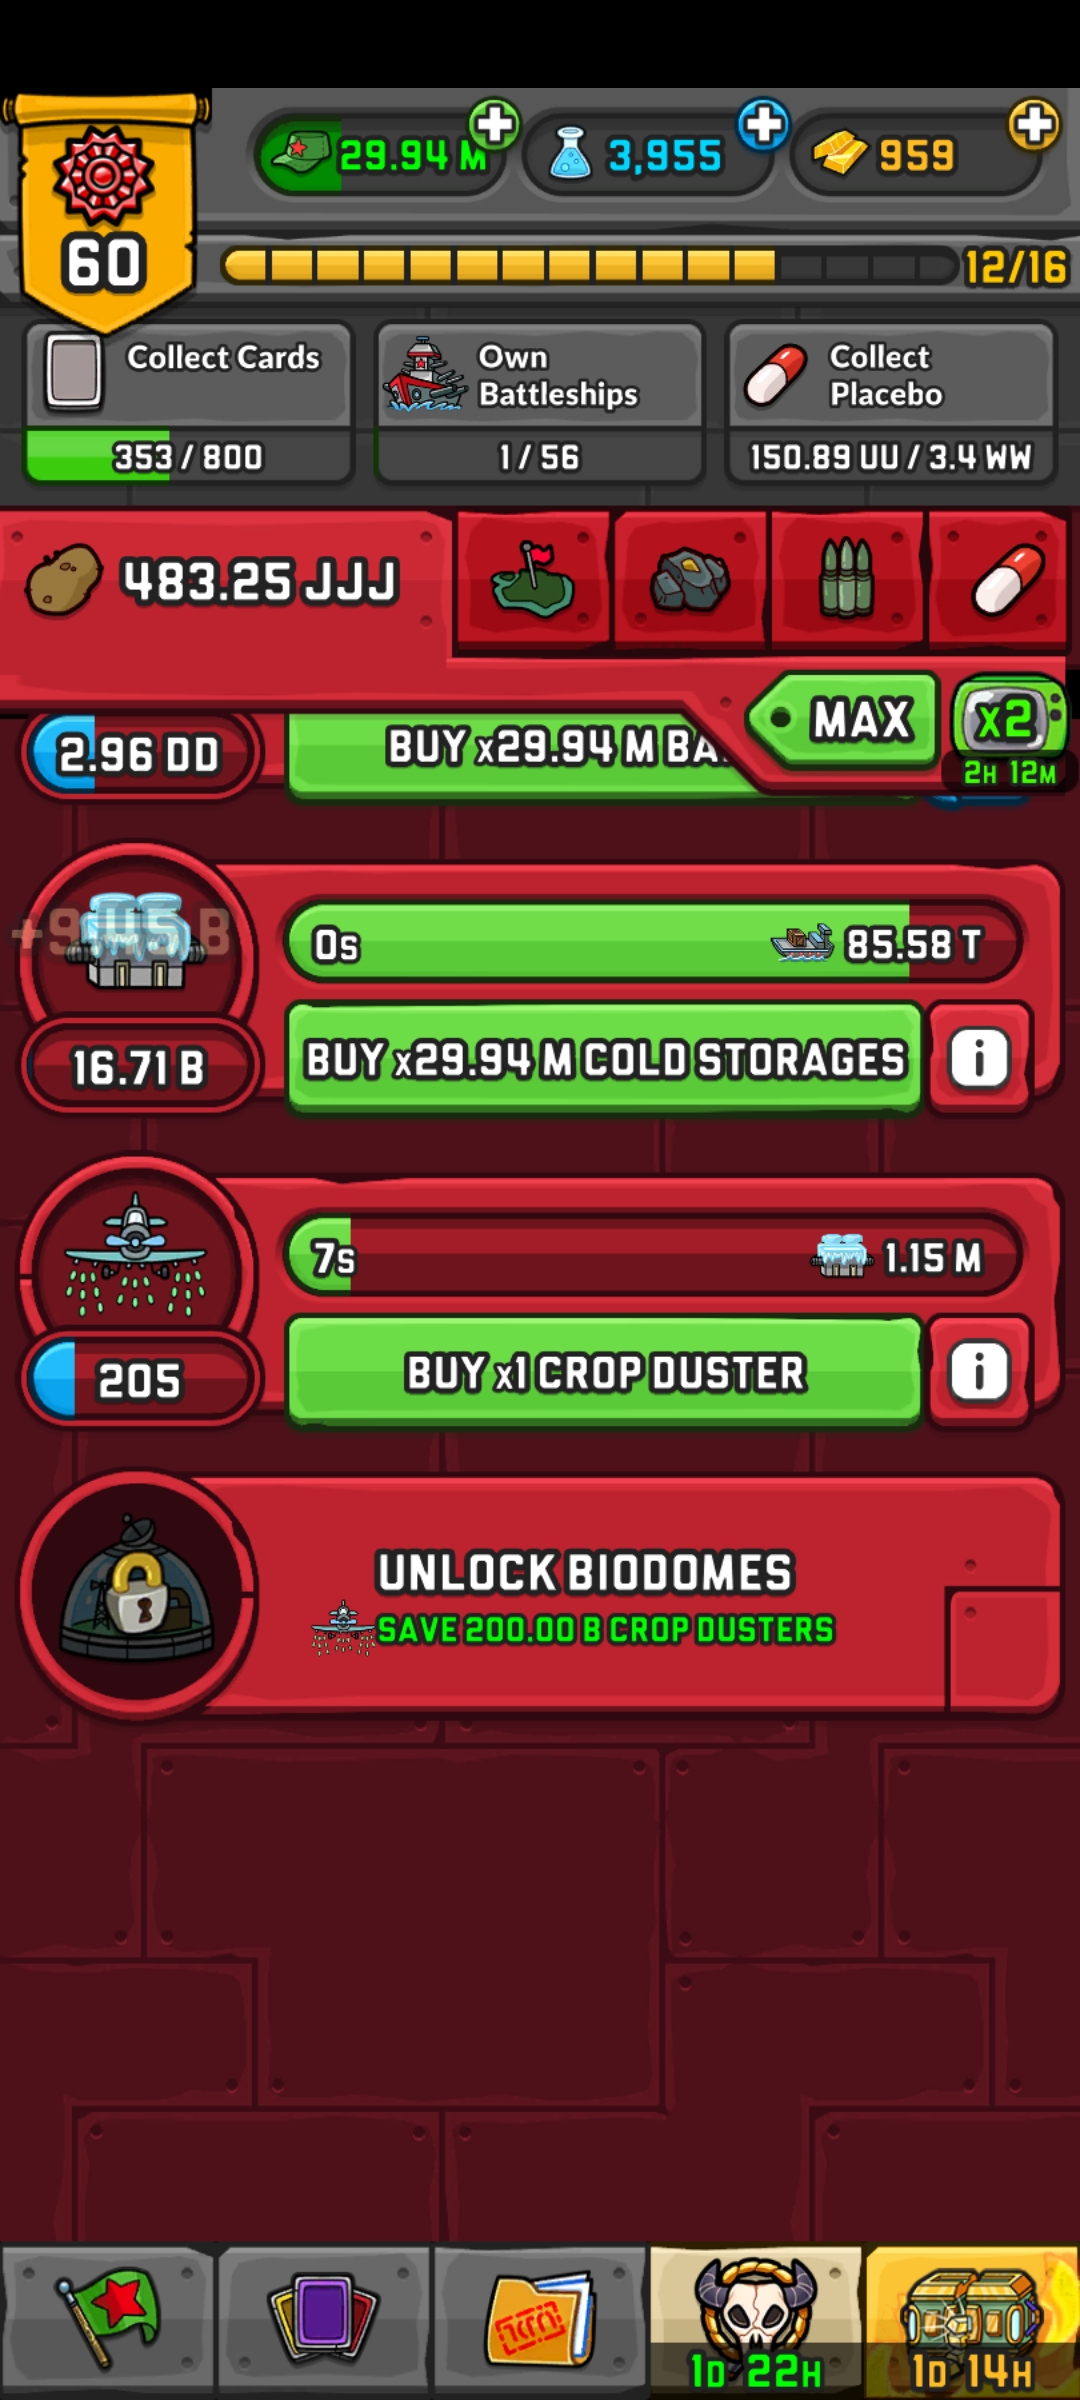 29.94 M
3,955
959
60
12/16
Collect Cards
353 / 800
Own
Battleships
1 / 56
Collect
Placebo
150.89 UU / 3.4 WW
483.25 JJJ
MAX
x2
2H 12M
2.96 DD
BUY x29.94 M BA
+9.45 B
0s
85.58 T
16.71 B
BUY x29.94 M COLD STORAGES
i
7s
1.15 M
205
BUY x1 CROP DUSTER
i
UNLOCK BIODOMES
SAVE 200.00 B CROP DUSTERS
1D 22H
1D 14H